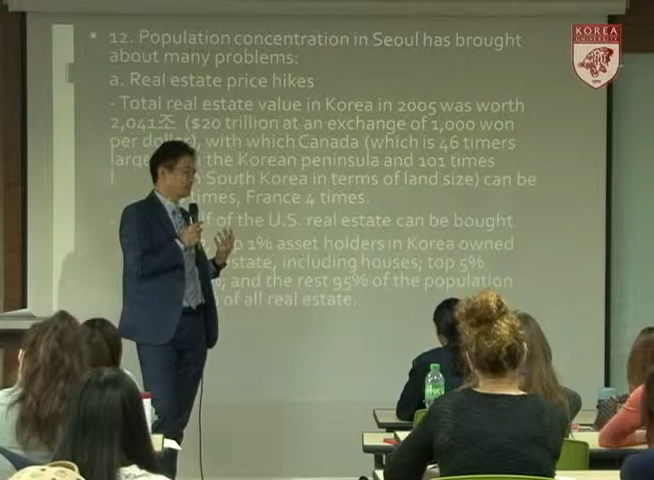 12. Population concentration in Seoul has brought
about many problems:
a. Real estate price hikes
- Total real estate value in Korea in 2005 was worth
2,041조 ($20 trillion at an exchange of 1,000 won
per dollar), with which Canada (which is 46 timers
large the Korean peninsula and 101 times
South Korea in terms of land size) can be
times, France 4 times.
of the U.S. real estate can be bought.
1% asset holders in Korea owned
estate, including houses; top 5%
and the rest 95% of the population
of all real estate.
KOREA
UNIVERSITY